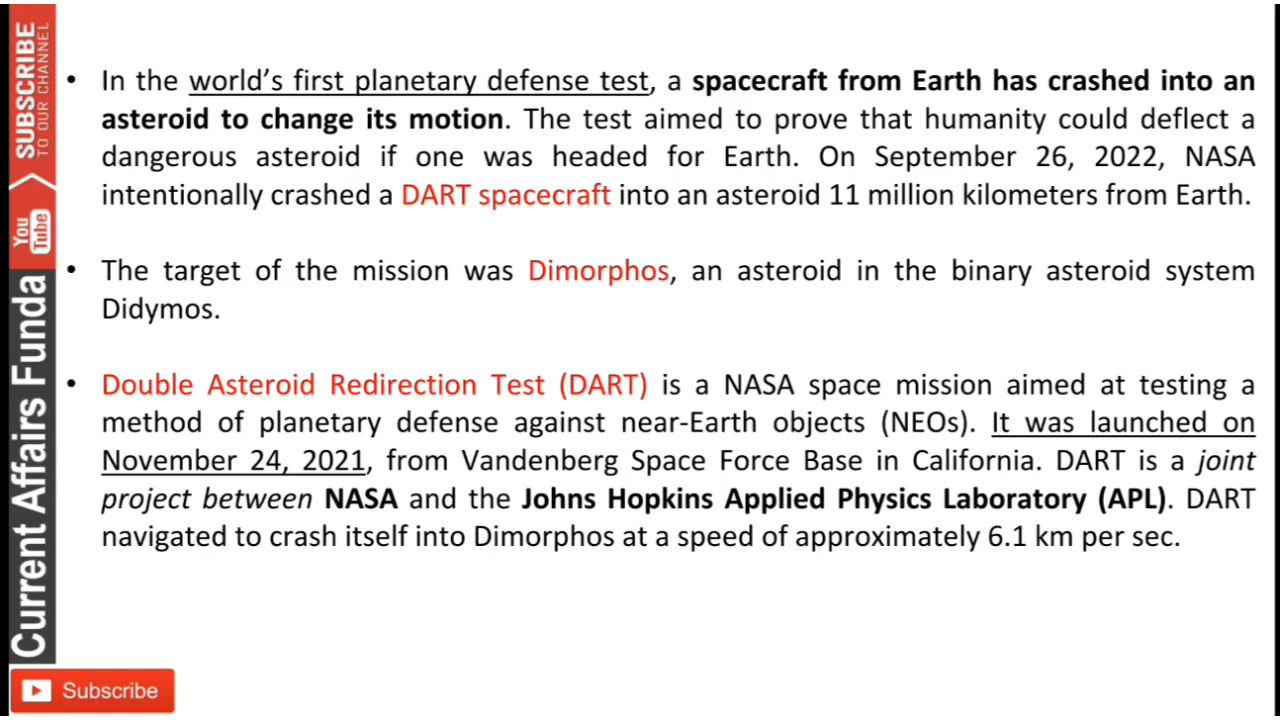 SUBSCRIBE
TO OUR CHANNEL
You
Tube
Current Affairs Funda
• In the world's first planetary defense test, a spacecraft from Earth has crashed into an
asteroid to change its motion. The test aimed to prove that humanity could deflect a
dangerous asteroid if one was headed for Earth. On September 26, 2022, NASA
intentionally crashed a DART spacecraft into an asteroid 11 million kilometers from Earth.
• The target of the mission was Dimorphos, an asteroid in the binary asteroid system
Didymos.
• Double Asteroid Redirection Test (DART) is a NASA space mission aimed at testing a
method of planetary defense against near-Earth objects (NEOs). It was launched on
November 24, 2021, from Vandenberg Space Force Base in California. DART is a joint
project between NASA and the Johns Hopkins Applied Physics Laboratory (APL). DART
navigated to crash itself into Dimorphos at a speed of approximately 6.1 km per sec.
Subscribe